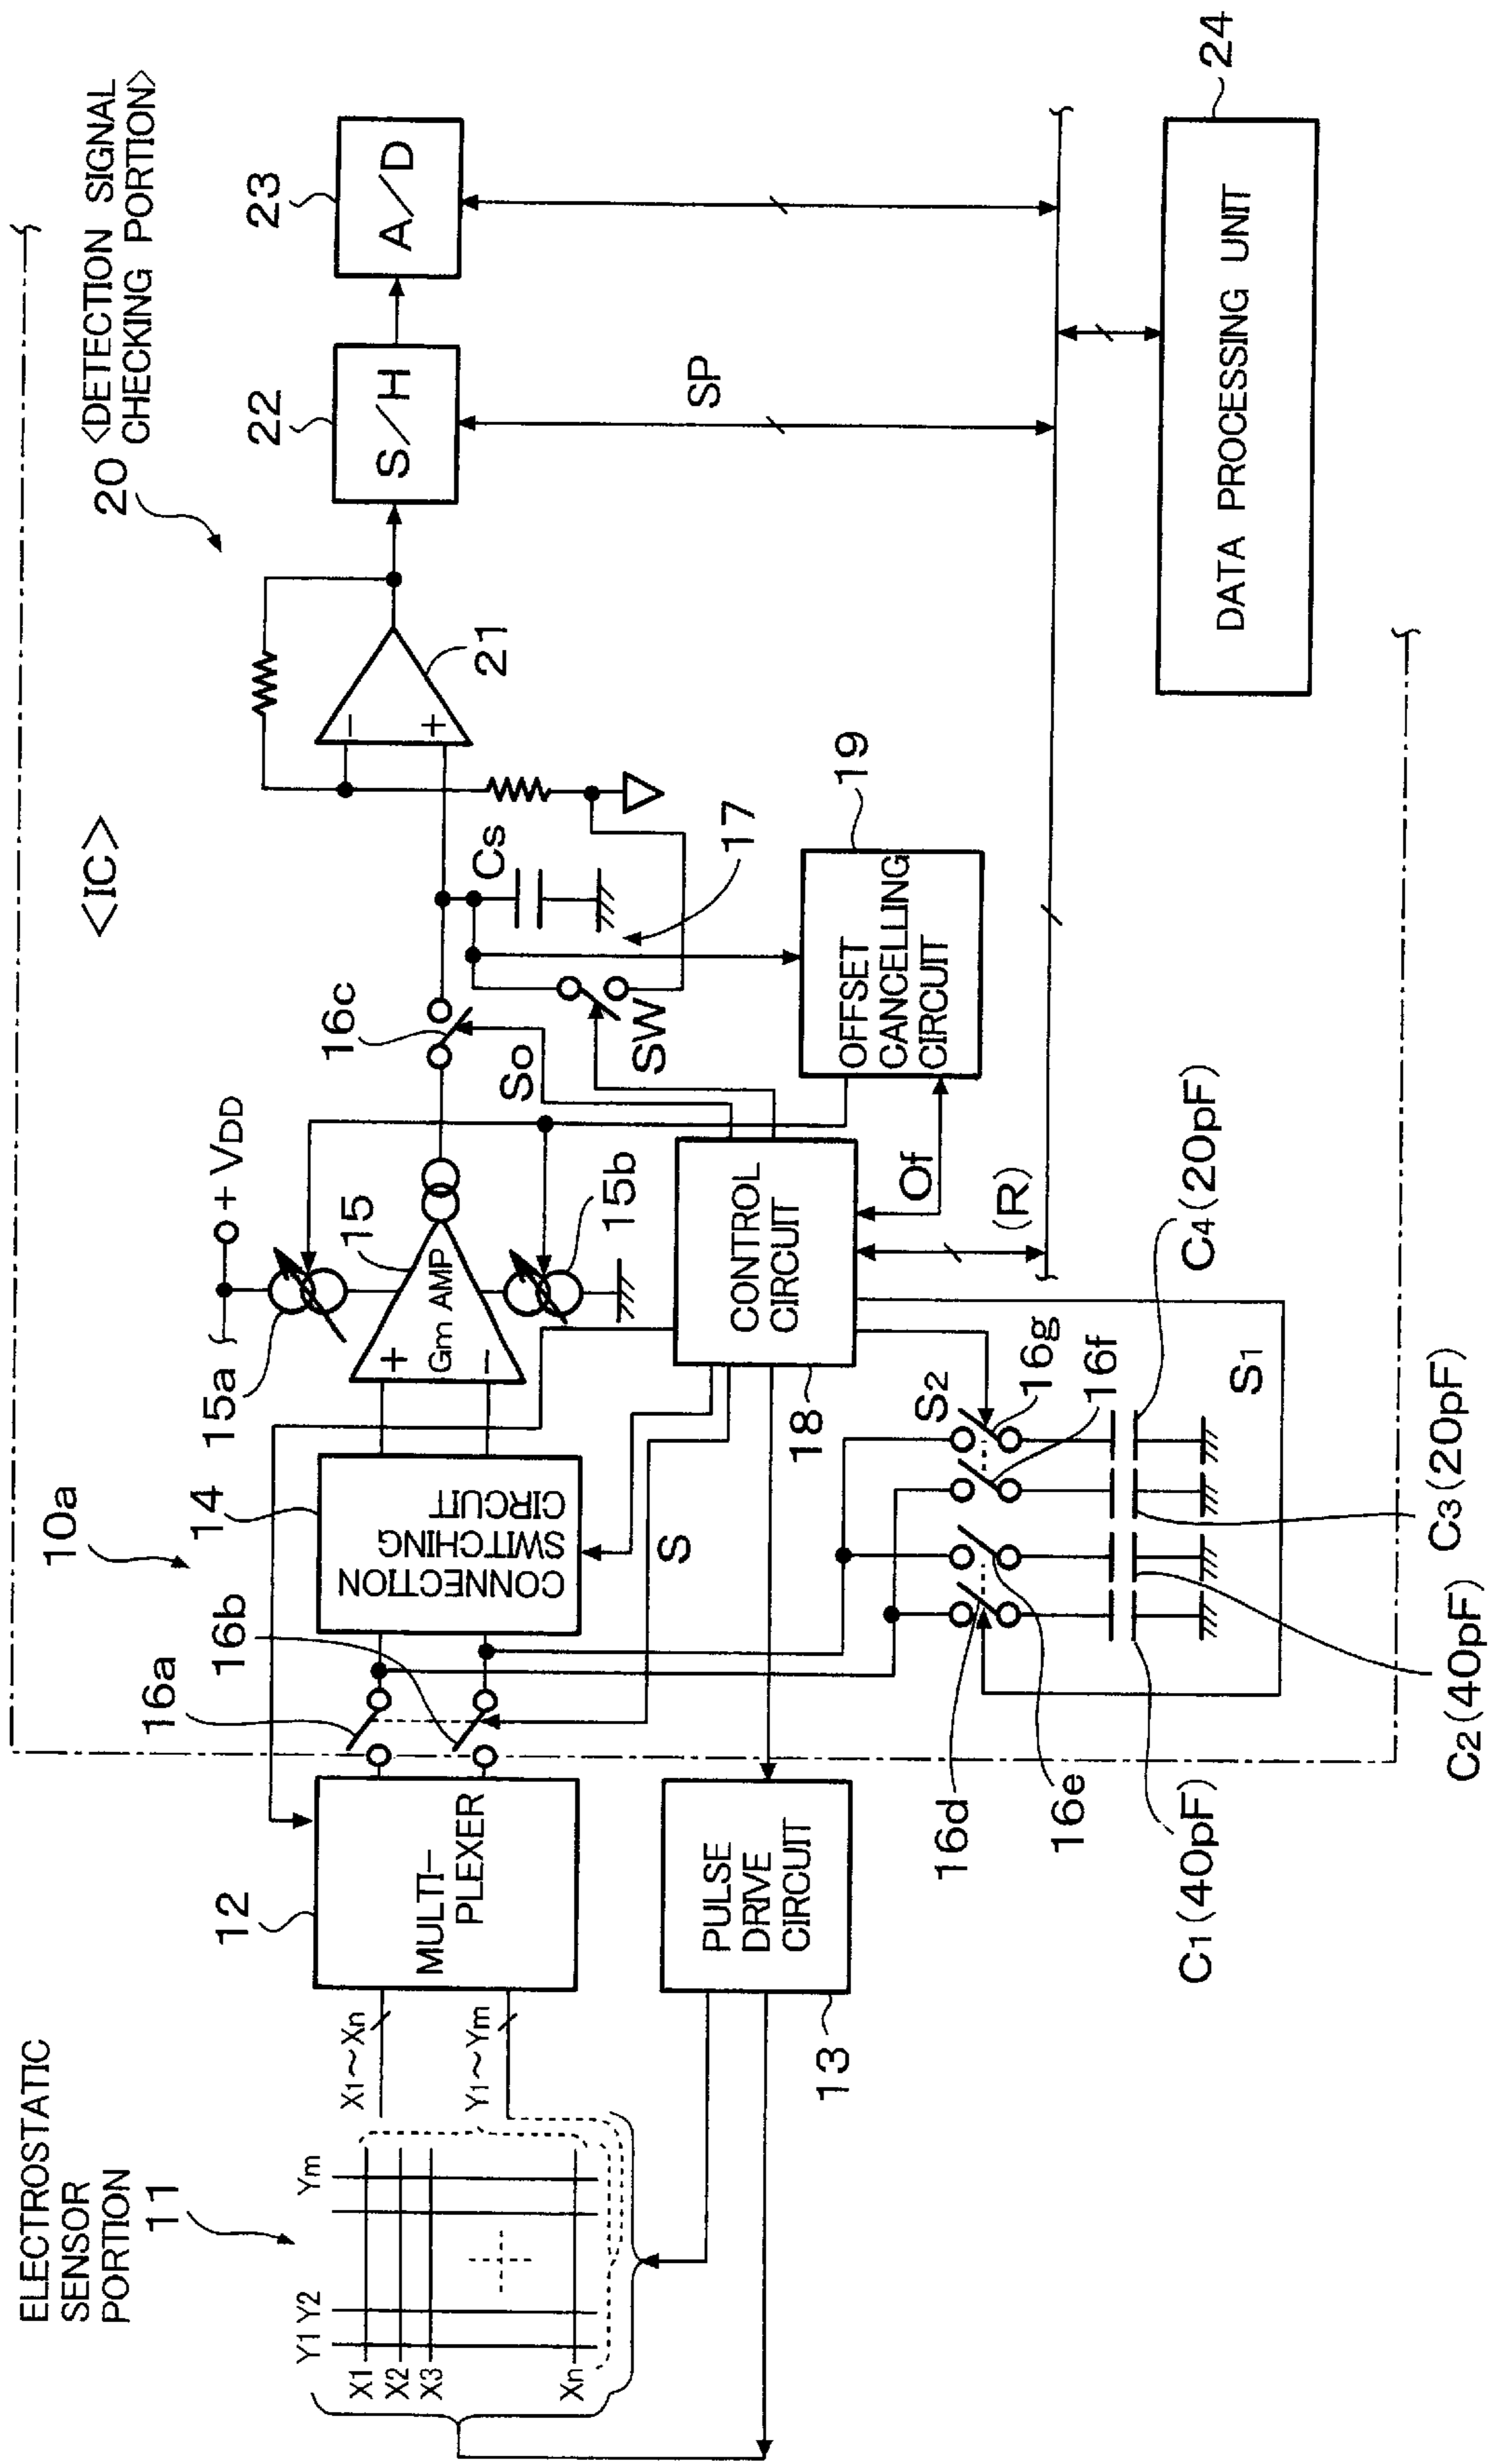 ELECTROSTATIC
SENSOR
PORTION
11
Y1 Y2
Ym
X1
X2
X3
Xn
X1~Xn
Y1~Ym
12
MULTI-
PLEXER
13
PULSE
DRIVE
CIRCUIT
10a
16a
16b
14
CONNECTION
SWITCHING
CIRCUIT
S
15a
+VDD
15
+
Gm AMP
-
15b
16c
So
SW
Cs
17
<IC>
18
CONTROL
CIRCUIT
Of
(R)
19
OFFSET
CANCELLING
CIRCUIT
S2
16g
16f
16d
16e
S1
C1(40pF)
C2(40pF)
C3(20pF)
C4(20pF)
20
<DETECTION SIGNAL
CHECKING PORTION>
-
+
21
22
S/H
23
A/D
SP
24
DATA PROCESSING UNIT